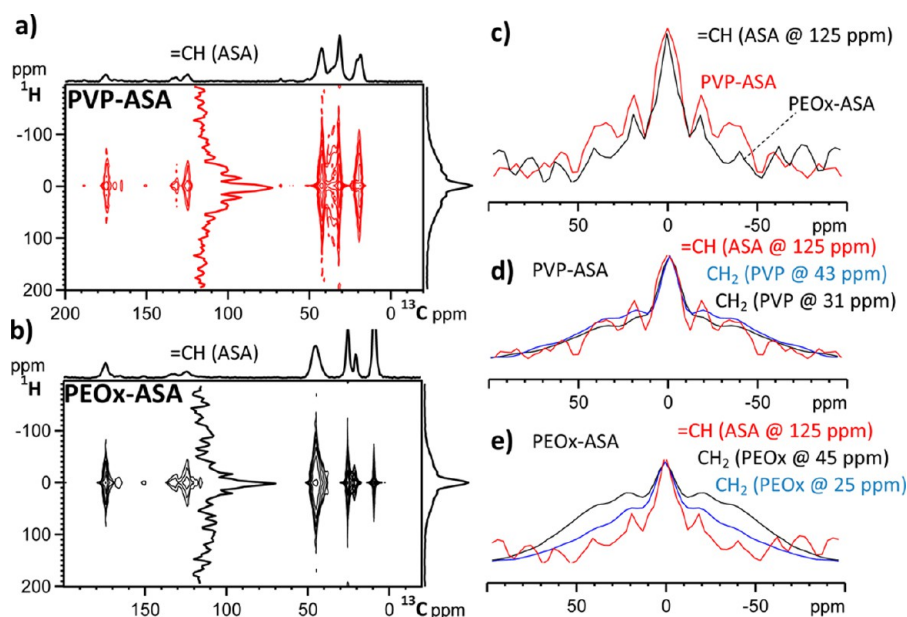 a)
=CH (ASA)
ppm
1
H
PVP-ASA
-100
0
100
200
200
150
100
50
0
13C ppm
b)
=CH (ASA)
ppm
1
H
PEOx-ASA
-100
0
100
200
150
100
50
0
13C ppm
c)
=CH (ASA @ 125 ppm)
PVP-ASA
PEOx-ASA
50
0
-50
ppm
=CH (ASA @ 125 ppm)
d)
PVP-ASA
CH2 (PVP @ 43 ppm)
CH2 (PVP @ 31 ppm)
50
0
-50
ppm
e)
PEOx-ASA
=CH (ASA @ 125 ppm)
CH2 (PEOx @ 45 ppm)
CH2 (PEOx @ 25 ppm)
50
0
-50
ppm